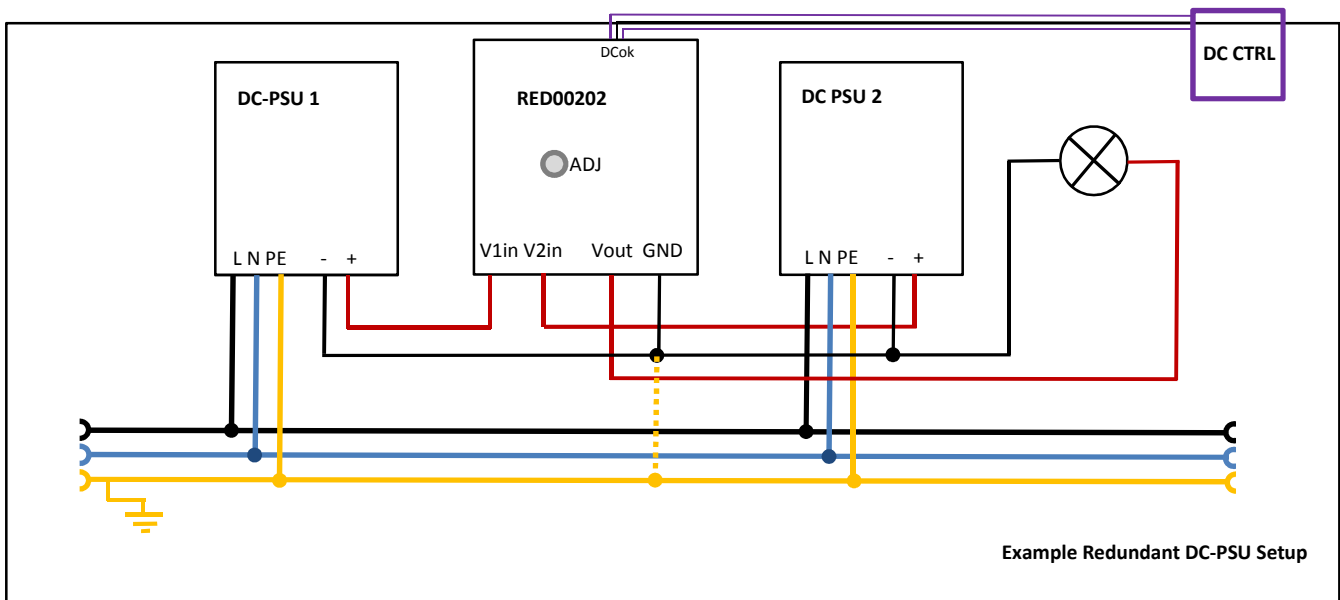 DCok
DC CTRL
DC-PSU 1
RED00202
DC PSU 2
ADJ
V1in V2in Vout GND
L N PE - +
L N PE - +
Example Redundant DC-PSU Setup